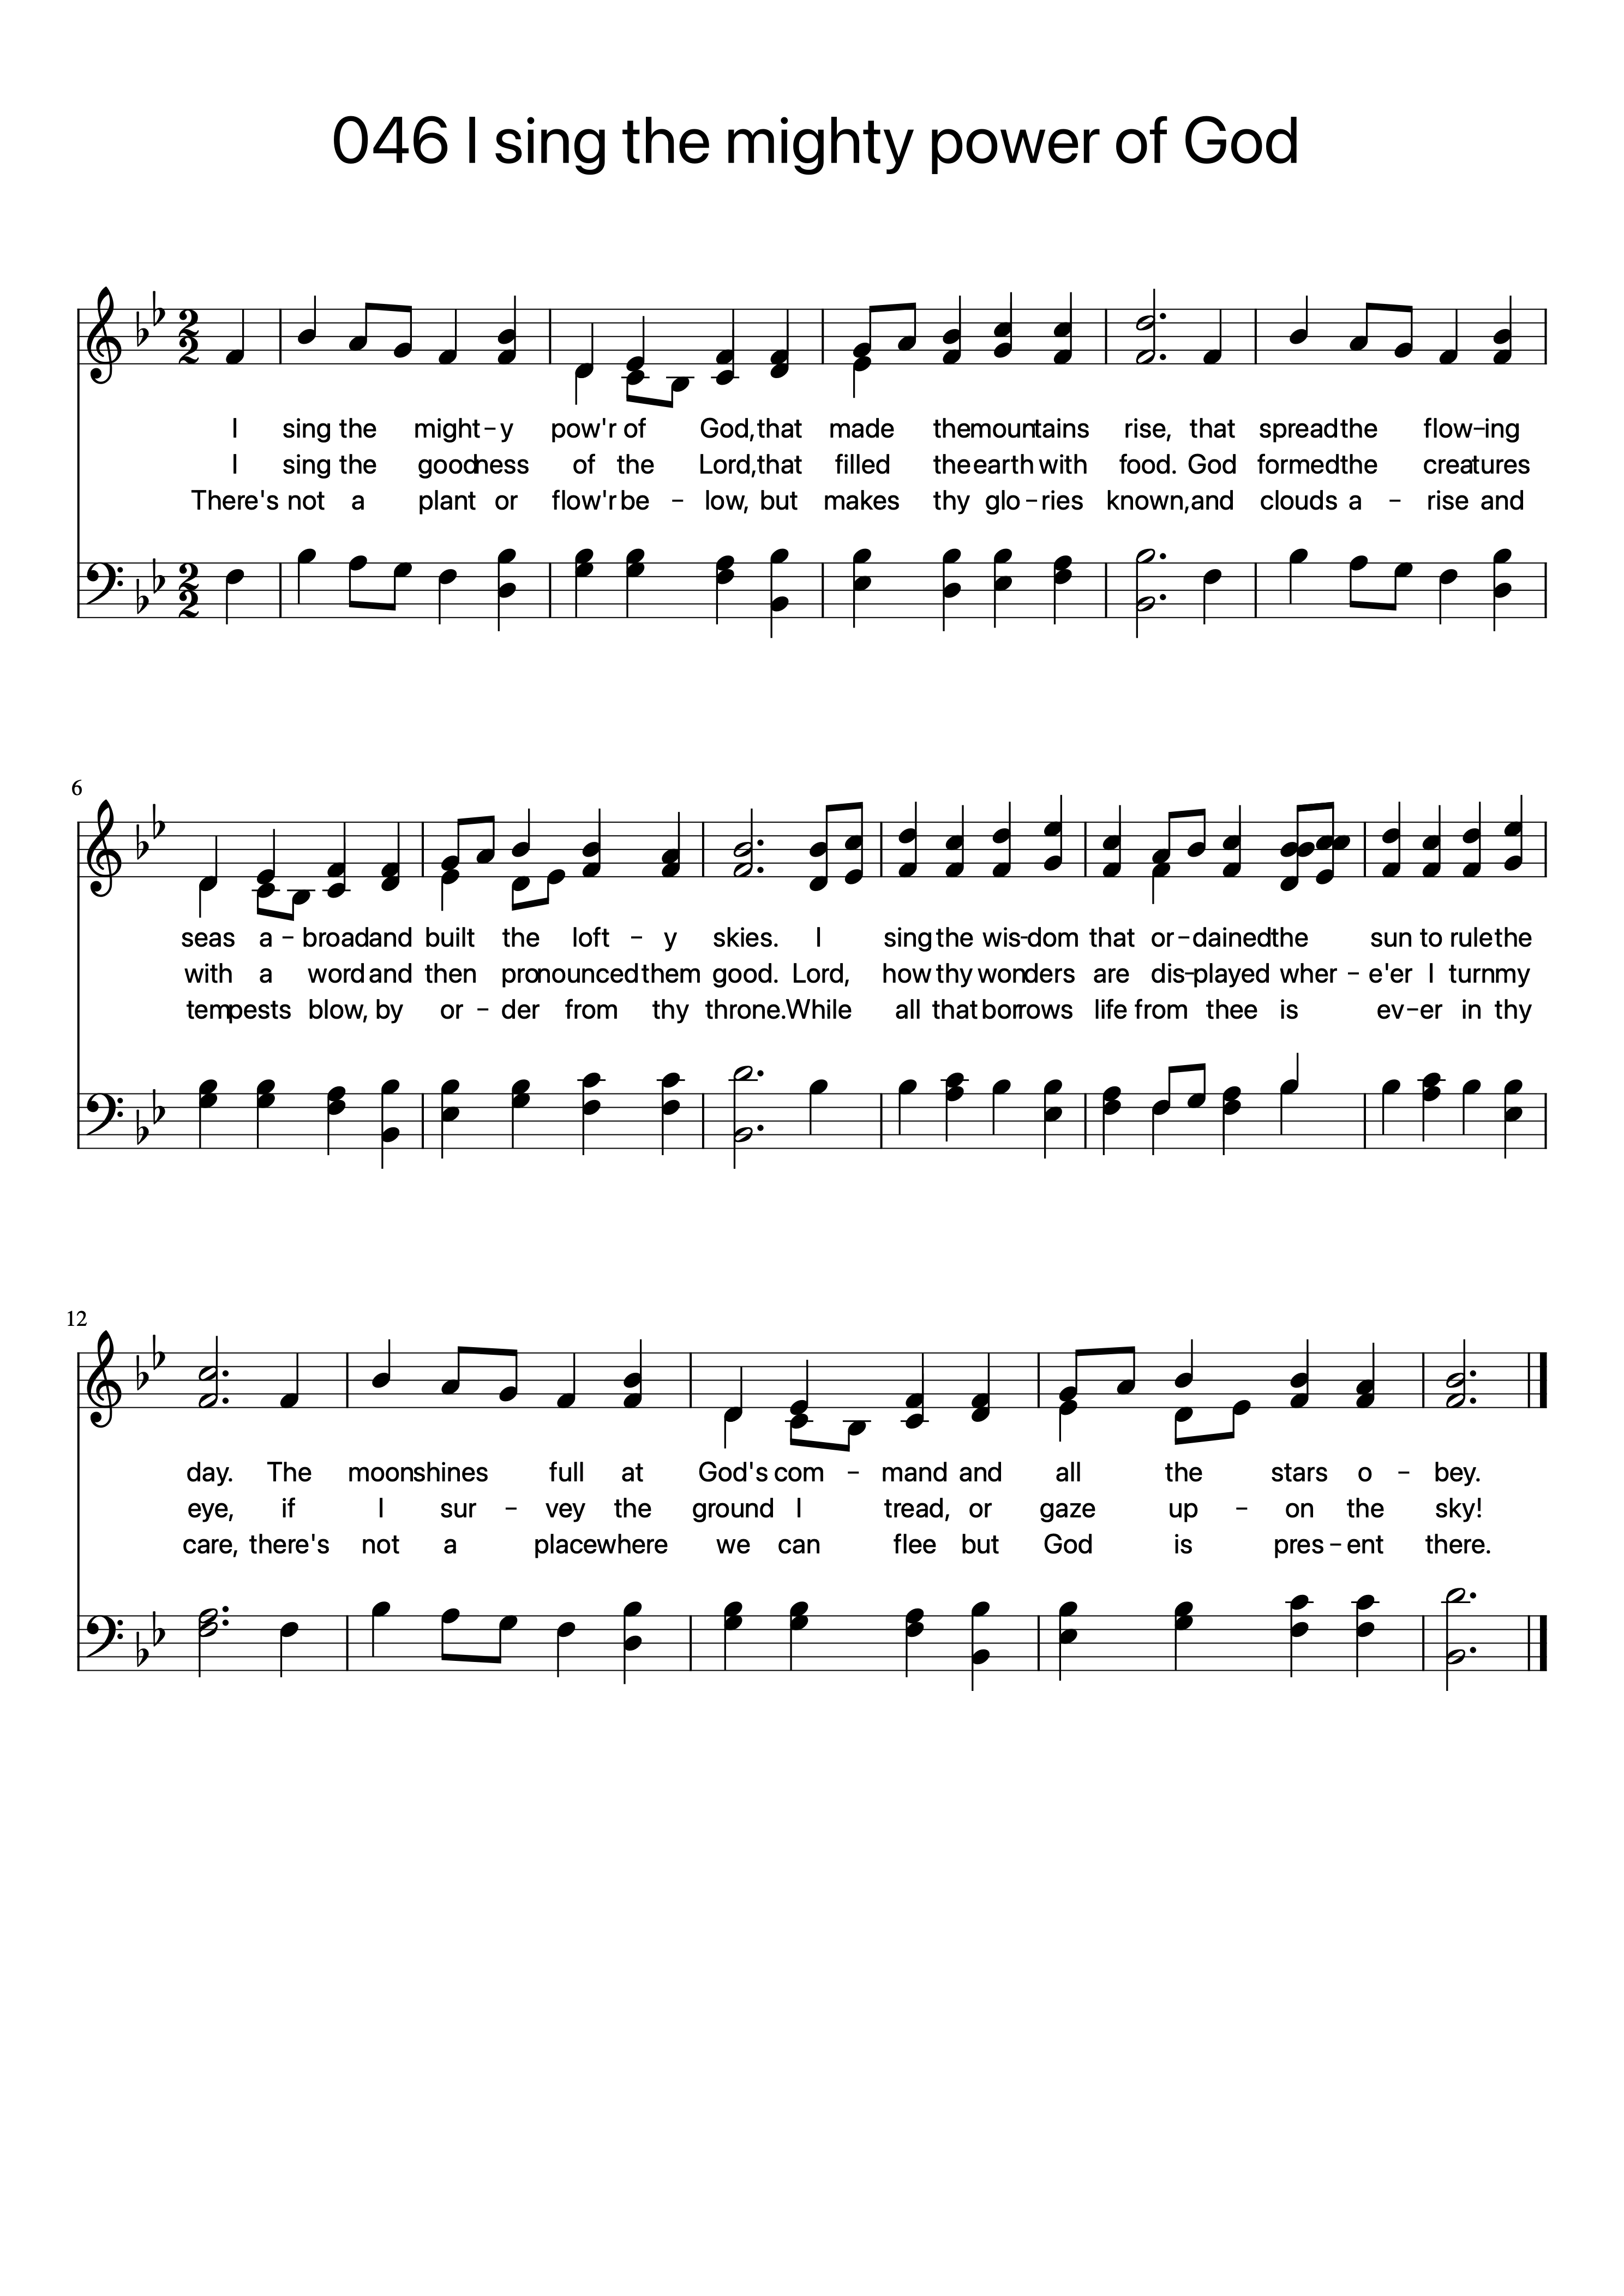 046 I sing the mighty power of God
2
2
I sing the might-y pow'r of God, that made the mountains rise, that spread the flow-ing
I sing the goodness of the Lord, that filled the earth with food. God formed the creatures
There's not a plant or flow'r be - low, but makes thy glo-ries known, and clouds a - rise and
2
2
6
seas a-broad and built the loft - y skies. I sing the wis-dom that or-dained the sun to rule the
with a word and then pronounced them good. Lord, how thy wonders are dis-played wher - e'er I turn my
tempests blow, by or - der from thy throne. While all that borrows life from thee is ev-er in thy
12
day. The moon shines full at God's com - mand and all the stars o - bey.
eye, if I sur - vey the ground I tread, or gaze up - on the sky!
care, there's not a place where we can flee but God is pres-ent there.